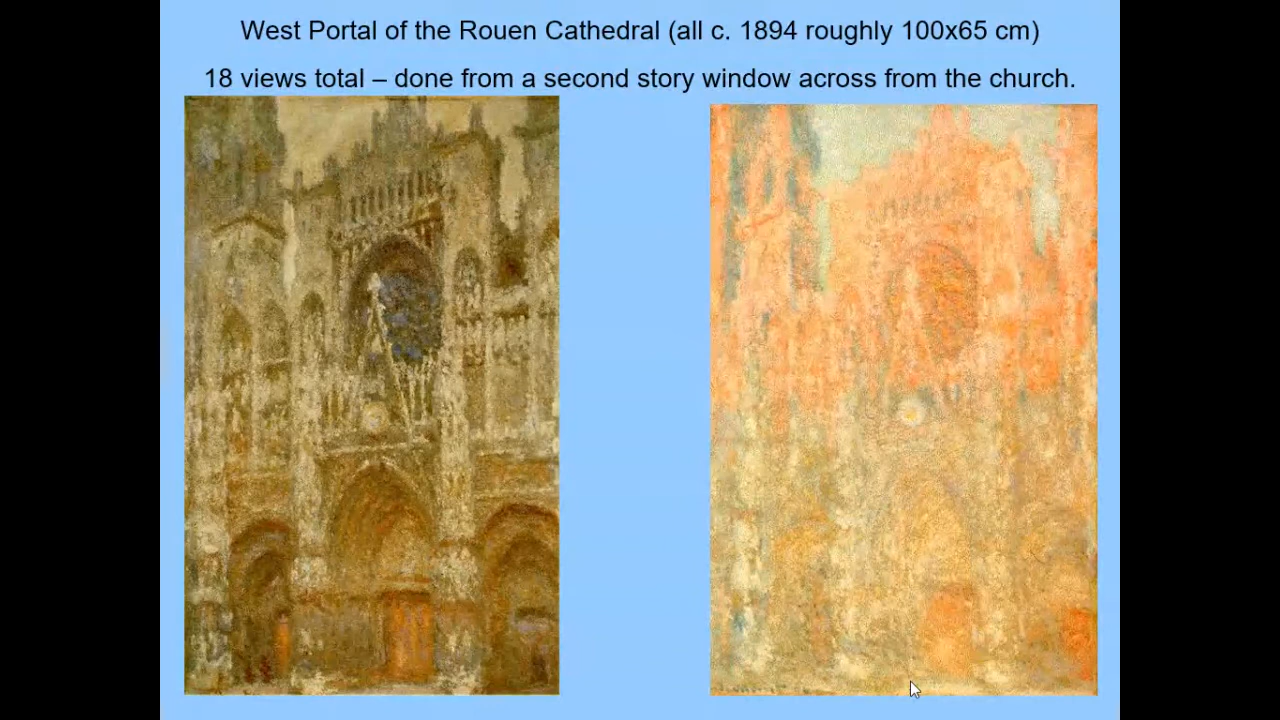 West Portal of the Rouen Cathedral (all c. 1894 roughly 100x65 cm)
18 views total – done from a second story window across from the church.